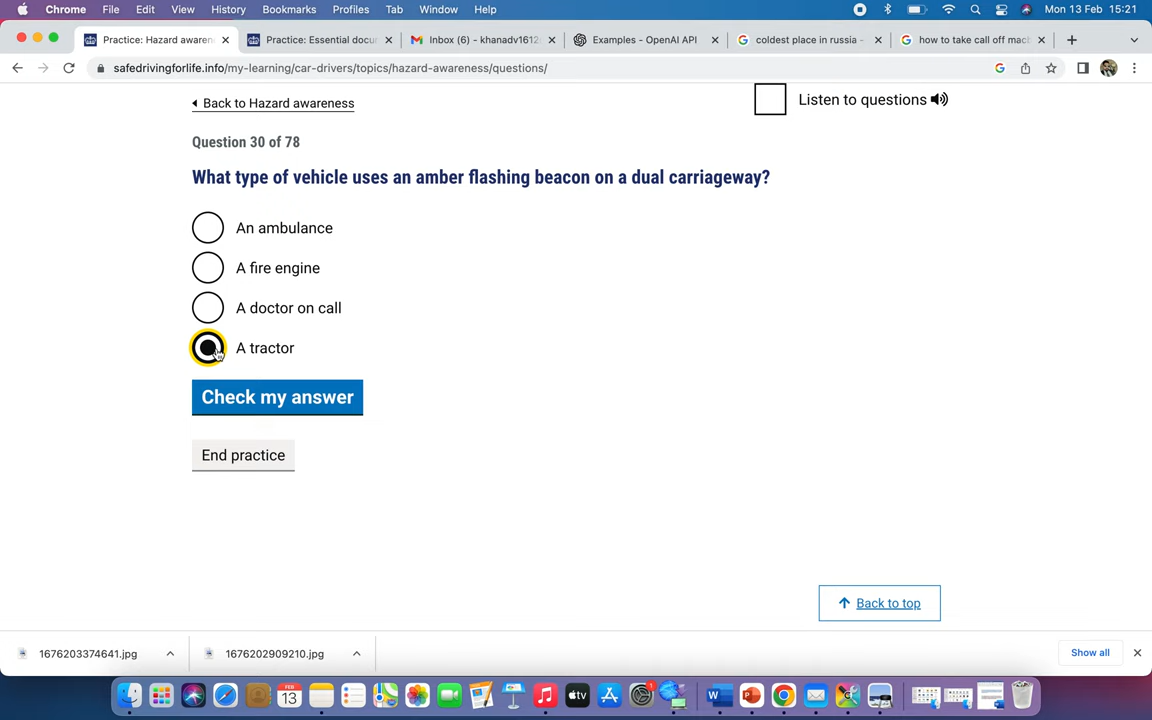 Chrome File Edit View History Bookmarks Profiles Tab Window Help Mon 13 Feb 15:21
Practice: Hazard awaren Practice: Essential docu Inbox (6) - khanadv1612 Examples - OpenAI API coldest place in russia - how to take call off mac
safedrivingforlife.info/my-learning/car-drivers/topics/hazard-awareness/questions/
Back to Hazard awareness
Listen to questions
Question 30 of 78
What type of vehicle uses an amber flashing beacon on a dual carriageway?
An ambulance
A fire engine
A doctor on call
A tractor
Check my answer
End practice
Back to top
1676203374641.jpg 1676202909210.jpg Show all
FEB
13
tv
1